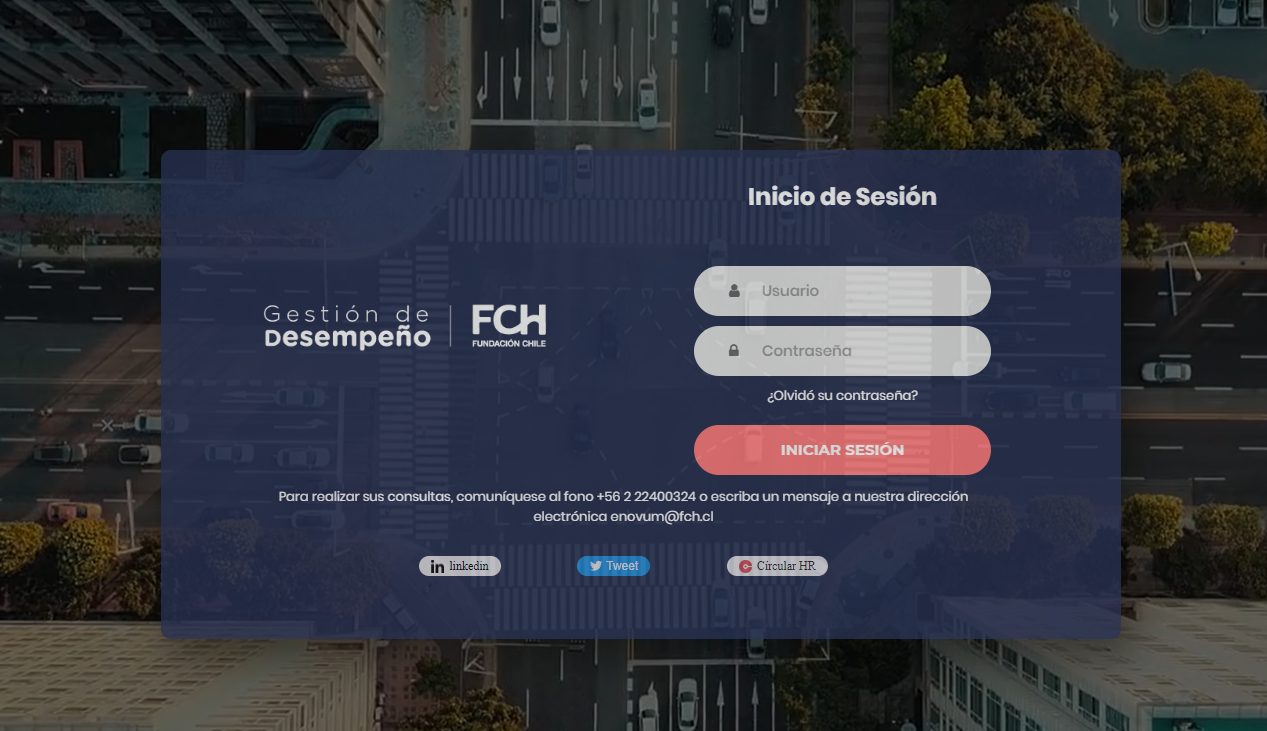 Inicio de Sesión
Usuario
Gestión de
Desempeño
FCH
FUNDACIÓN CHILE
Contraseña
¿Olvidó su contraseña?
INICIAR SESIÓN
Para realizar sus consultas, comuníquese al fono +56 2 22400324 o escriba un mensaje a nuestra dirección
electrónica enovum@fch.cl
in linkedin
Tweet
Círcular HR